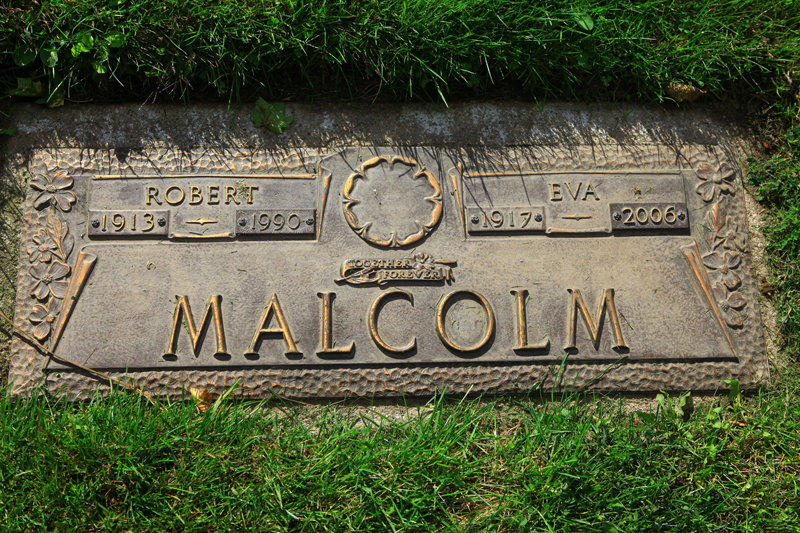 ROBERT
1913 1990
EVA
1917 2006
TOGETHER
FOREVER
MALCOLM